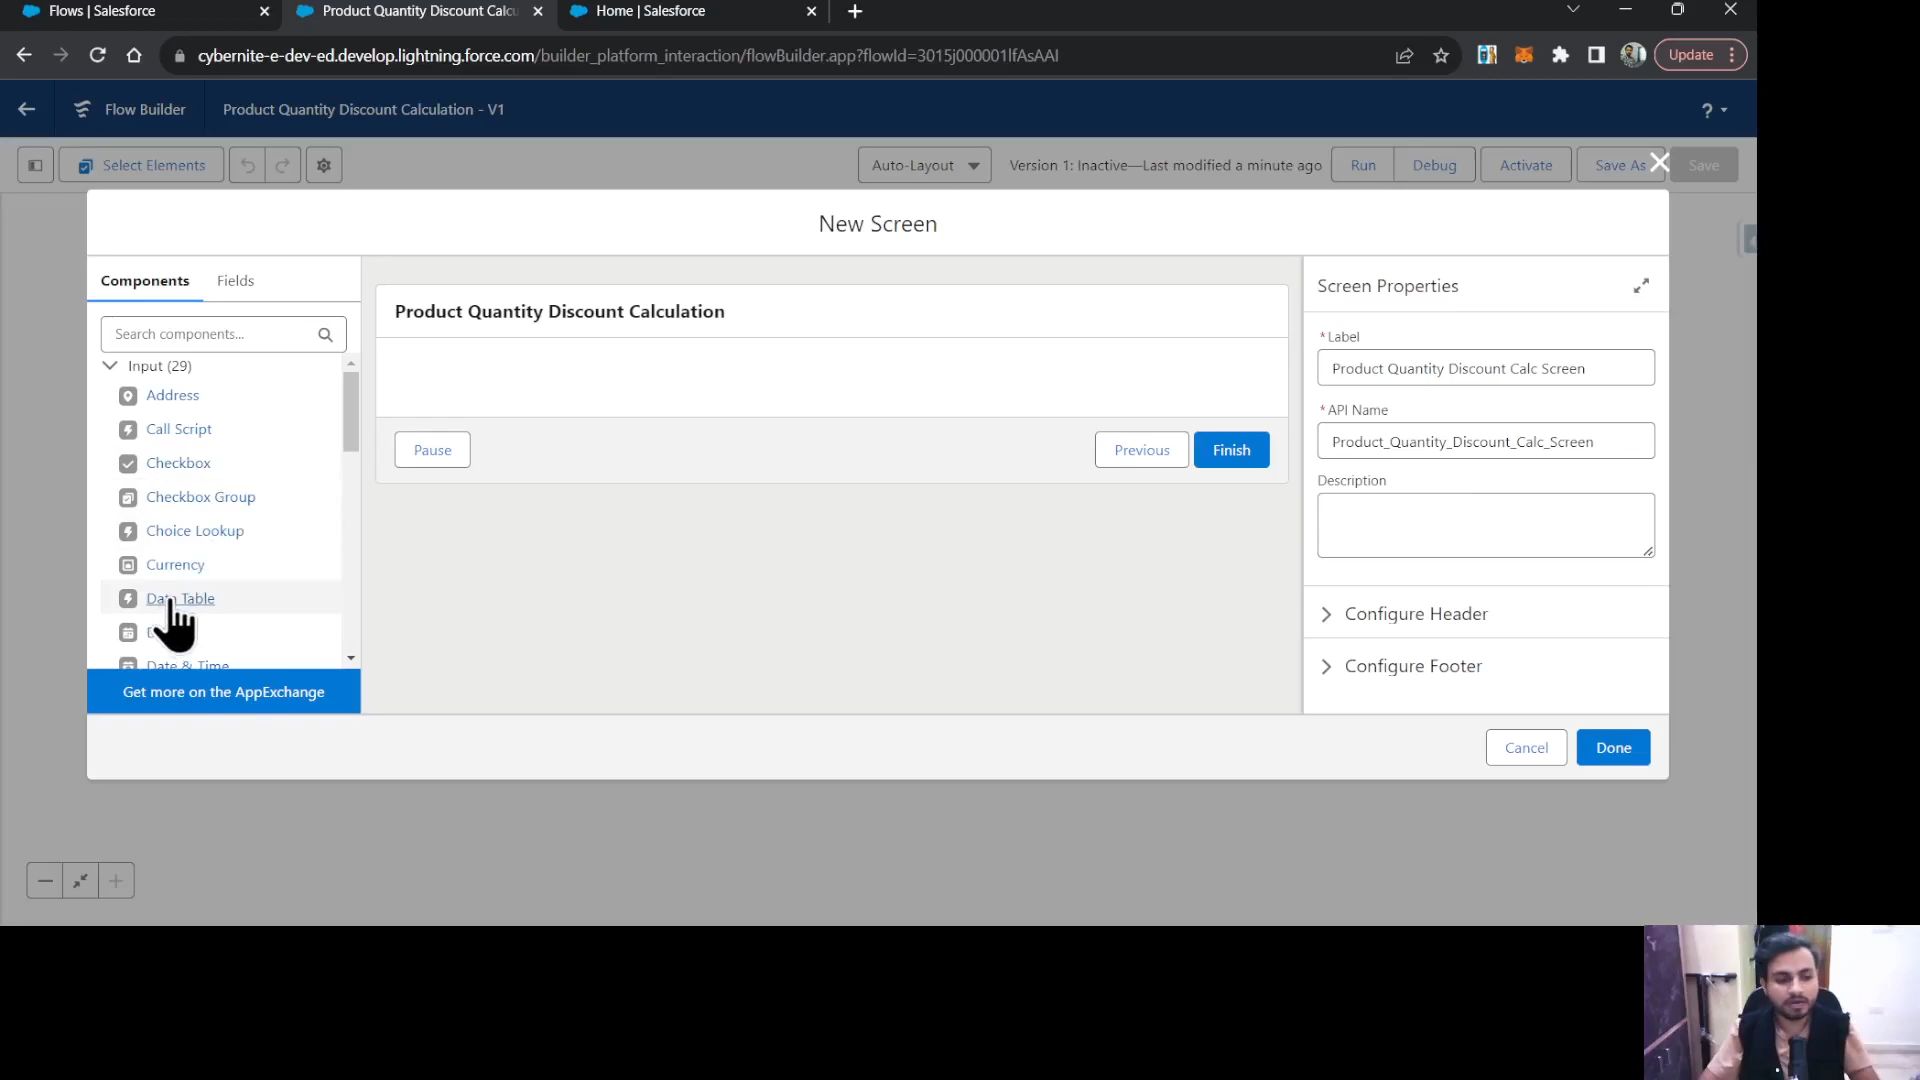 Flows | Salesforce
Product Quantity Discount Calcu
Home | Salesforce
cybernite-e-dev-ed.develop.lightning.force.com/builder_platform_interaction/flowBuilder.app?flowId=3015j000001lfAsAAI
Update
Flow Builder
Product Quantity Discount Calculation - V1
?
Select Elements
Auto-Layout
Version 1: Inactive—Last modified a minute ago
Run
Debug
Activate
Save As
Save
New Screen
Components
Fields
Search components...
Input (29)
Address
Call Script
Checkbox
Checkbox Group
Choice Lookup
Currency
Data Table
Date & Time
Get more on the AppExchange
Product Quantity Discount Calculation
Pause
Previous
Finish
Screen Properties
*Label
Product Quantity Discount Calc Screen
*API Name
Product_Quantity_Discount_Calc_Screen
Description
Configure Header
Configure Footer
Cancel
Done